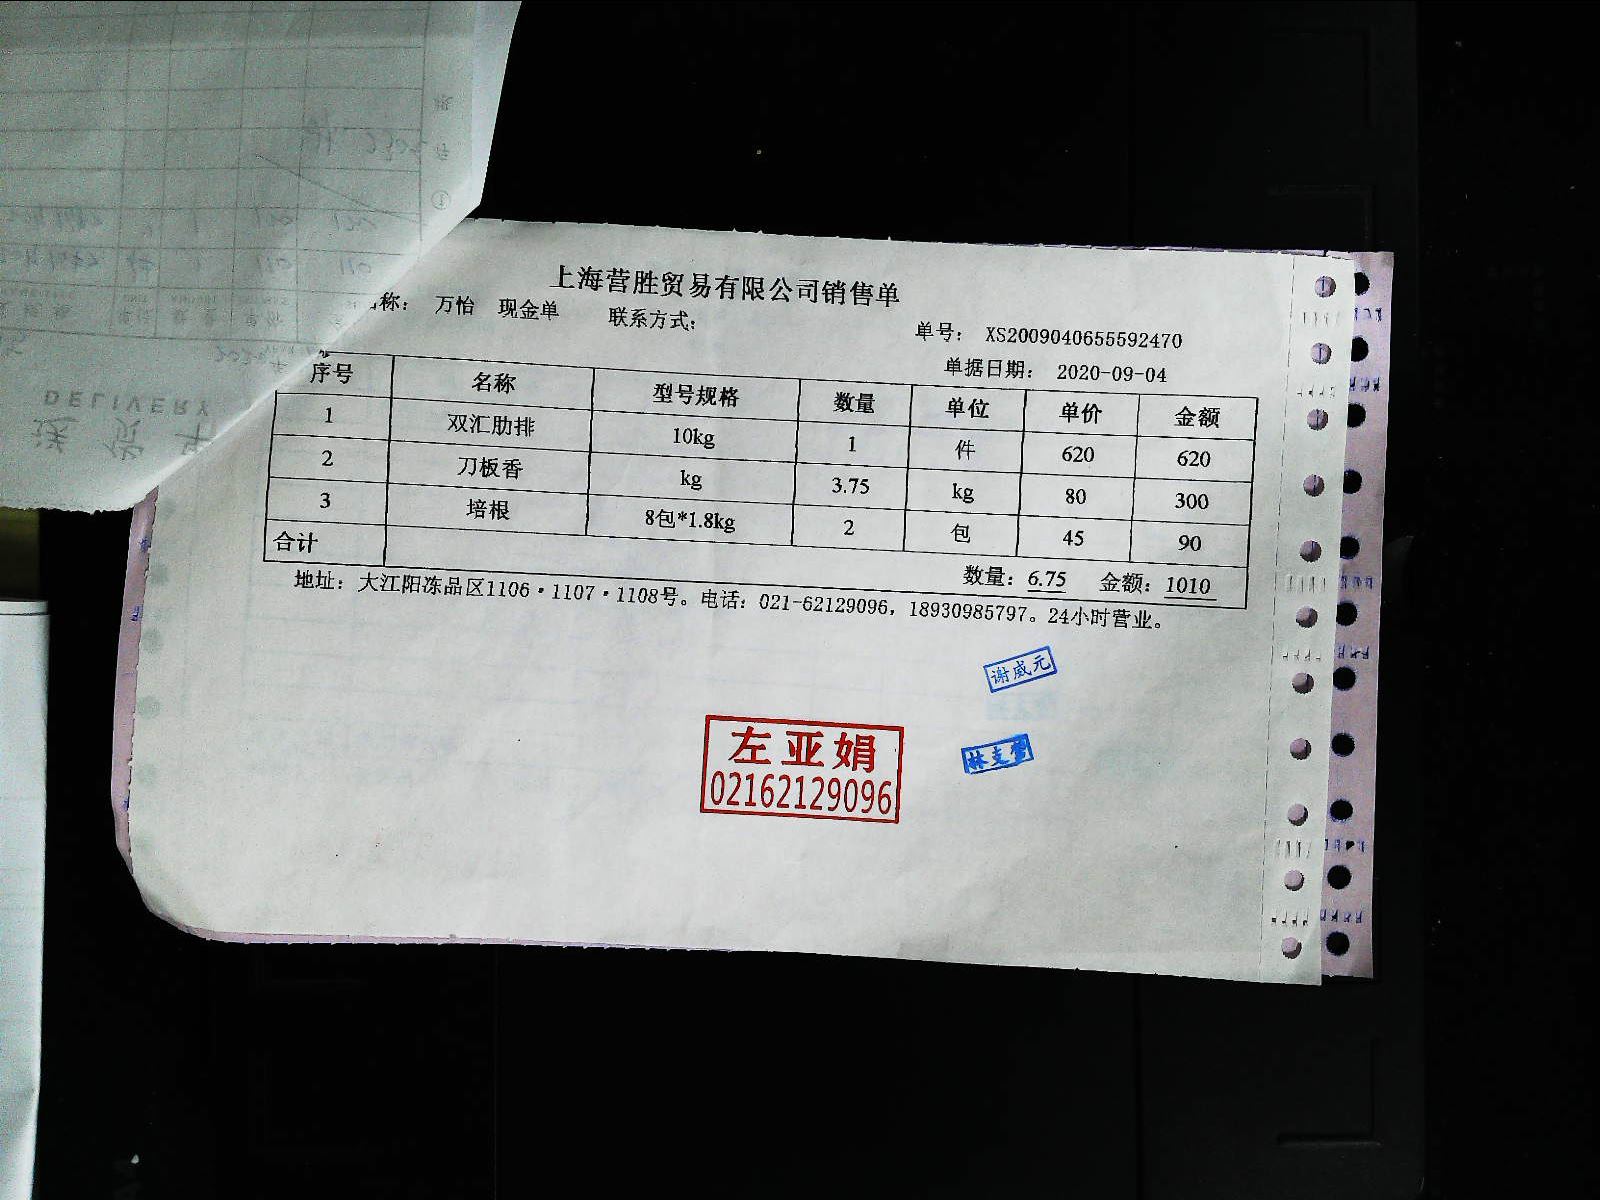 上海营胜贸易有限公司销售单
称： 万怡 现金单 联系方式： 单号： XS2009040655592470
单据日期： 2020-09-04
序号 名称 型号规格 数量 单位 单价 金额
1 双汇肋排 10kg 1 件 620 620
2 刀板香 kg 3.75 kg 80 300
3 培根 8包*1.8kg 2 包 45 90
合计 数量：6.75 金额：1010
地址：大江阳冻品区1106·1107·1108号。电话：021-62129096，18930985797。24小时营业。
谢威元
左亚娟
02162129096
林支营
DELIVERY
送货单